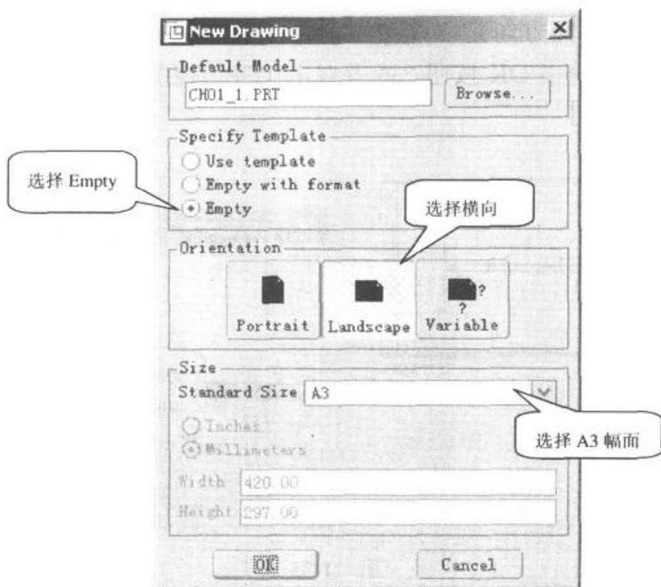 New Drawing
Default Model
CH01_1.PRT Browse...
Specify Template
Use template
选择 Empty
Empty with format
Empty
选择横向
Orientation
? ?
Portrait Landscape Variable
Size
Standard Size A3
Inches
选择 A3 幅面
Millimeters
Width 420.00
Height 297.00
OK Cancel